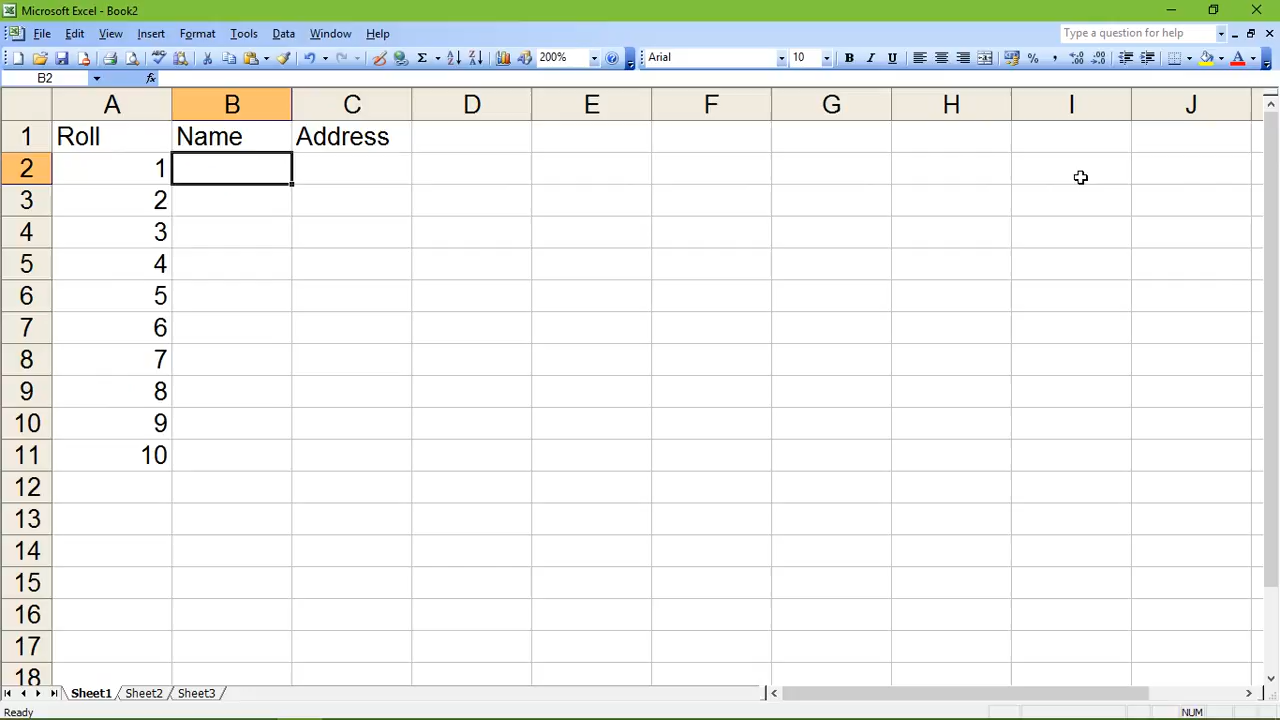 Microsoft Excel - Book2
File Edit View Insert Format Tools Data Window Help Type a question for help
Σ 200% Arial 10 B I U % , A
B2 fx
A B C D E F G H I J
1 Roll Name Address
2 1
3 2
4 3
5 4
6 5
7 6
8 7
9 8
10 9
11 10
12
13
14
15
16
17
18
Sheet1 Sheet2 Sheet3
Ready NUM